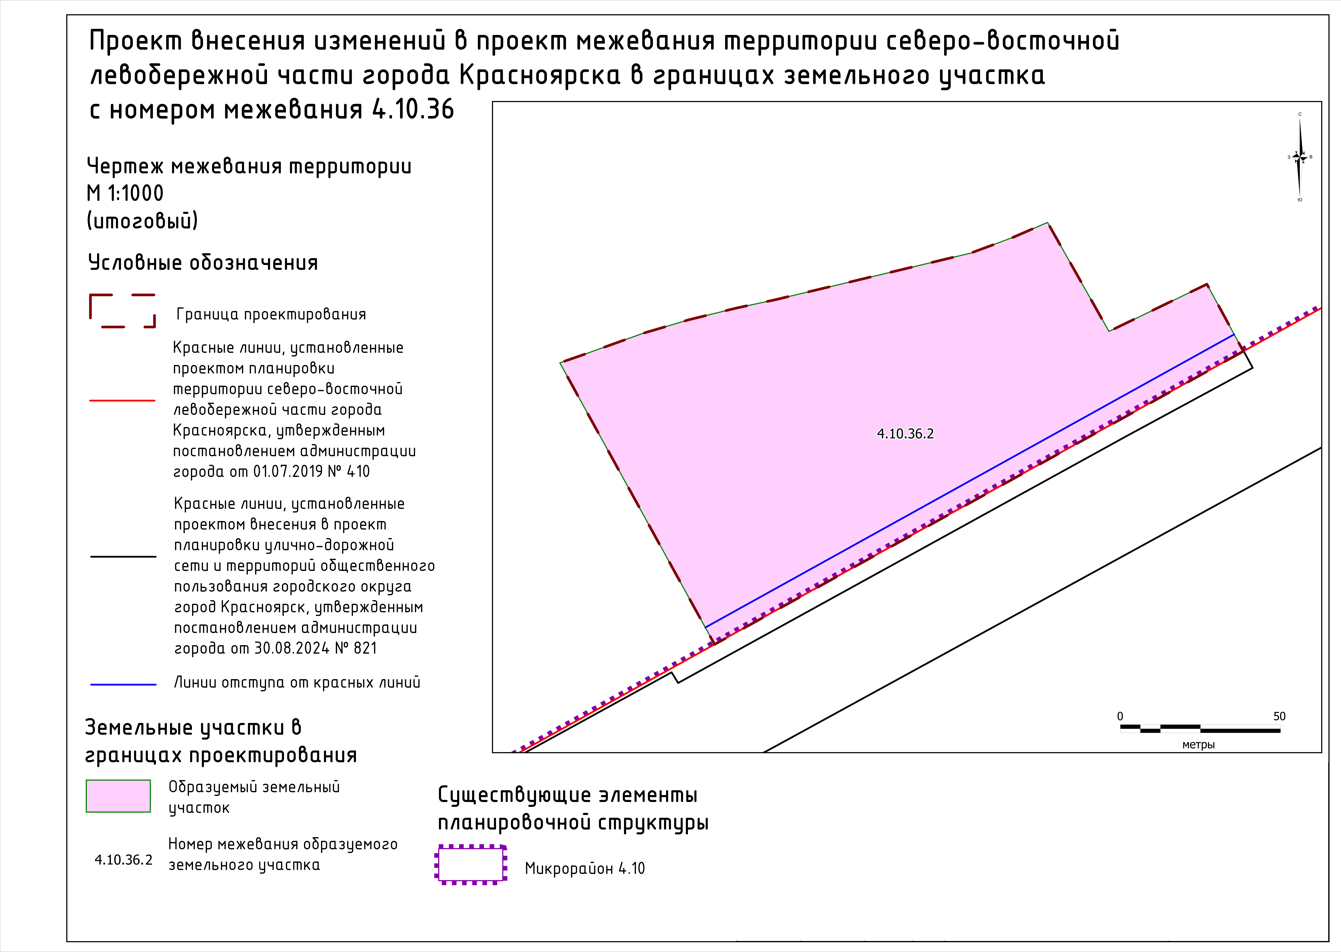 Проект внесения изменений в проект межевания территории северо-восточной
левобережной части города Красноярска в границах земельного участка
с номером межевания 4.10.36
Чертеж межевания территории
М 1:1000
(итоговый)
Условные обозначения
Граница проектирования
Красные линии, установленные
проектом планировки
территории северо-восточной
левобережной части города
Красноярска, утвержденным
постановлением администрации
города от 01.07.2019 № 410
Красные линии, установленные
проектом внесения в проект
планировки улично-дорожной
сети и территорий общественного
пользования городского округа
город Красноярск, утвержденным
постановлением администрации
города от 30.08.2024 № 821
Линии отступа от красных линий
Земельные участки в
границах проектирования
Образуемый земельный
участок
4.10.36.2
Номер межевания образуемого
земельного участка
Существующие элементы
планировочной структуры
Микрорайон 4.10
С
З
В
Ю
4.10.36.2
0
50
метры